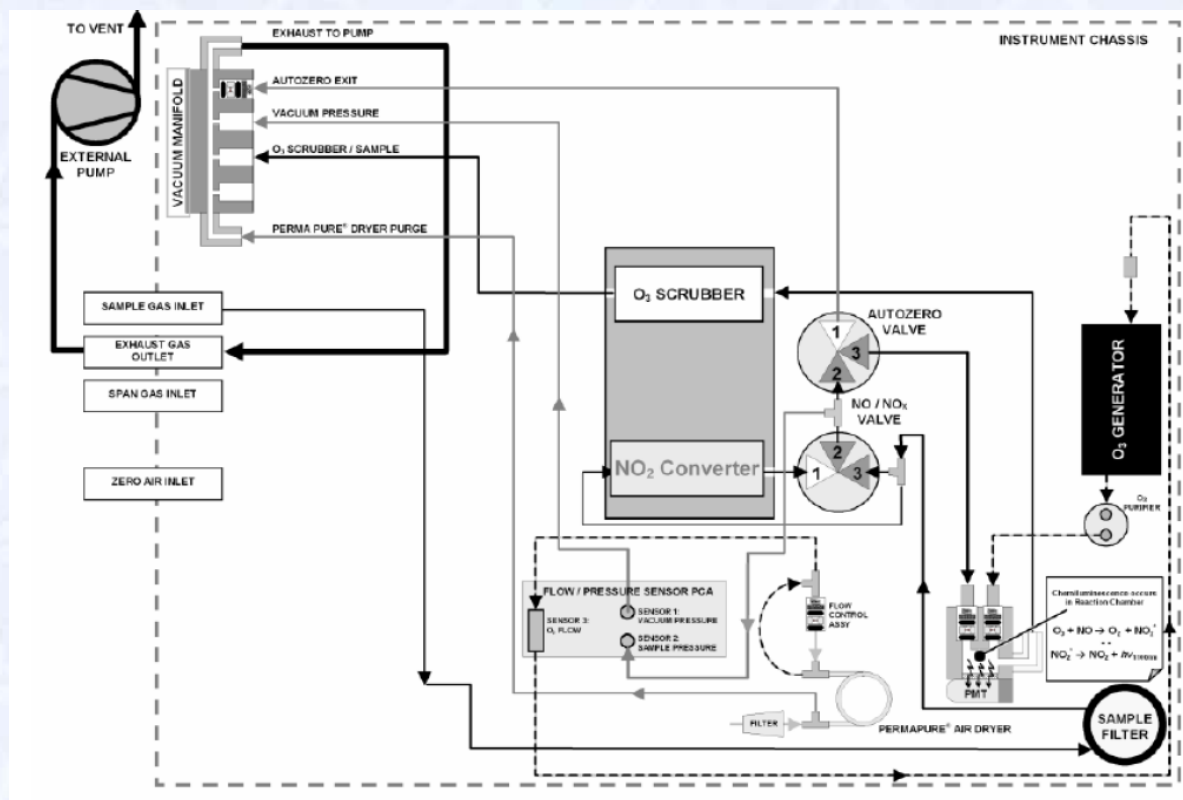 TO VENT
EXHAUST TO PUMP
INSTRUMENT CHASSIS
AUTOZERO EXIT
VACUUM MANIFOLD
VACUUM PRESSURE
EXTERNAL
PUMP
O₃ SCRUBBER / SAMPLE
PERMA PURE® DRYER PURGE
SAMPLE GAS INLET
O₃ SCRUBBER
AUTOZERO
VALVE
1
3
2
EXHAUST GAS
OUTLET
SPAN GAS INLET
O₃ GENERATOR
NO / NOₓ
VALVE
2
1
3
NO₂ Converter
ZERO AIR INLET
O₃
PURIFIER
FLOW / PRESSURE SENSOR PCA
SENSOR 1:
VACUUM PRESSURE
SENSOR 3:
O₃ FLOW
SENSOR 2:
SAMPLE PRESSURE
FLOW
CONTROL
ASSY
Chemiluminescence occurs
in Reaction Chamber
O₃ + NO → O₂ + NO₂*
PMT
FILTER
PERMAPURE® AIR DRYER
SAMPLE
FILTER